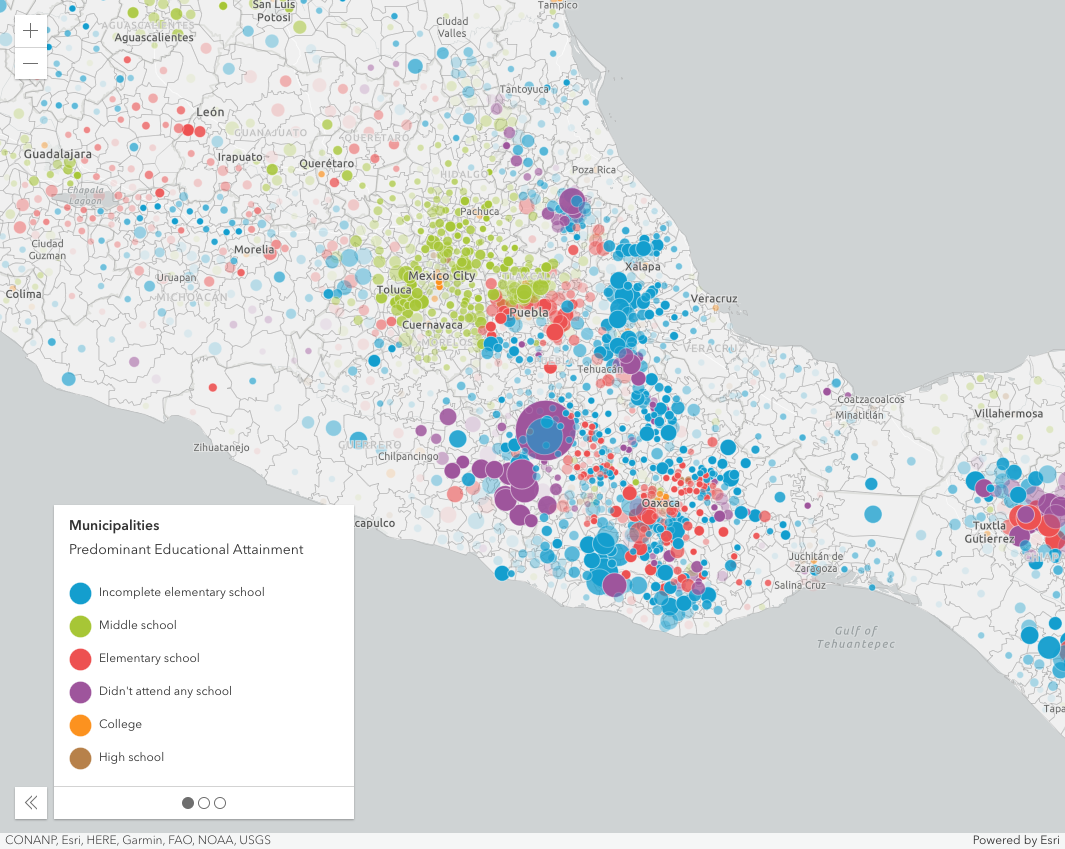 San Luis
Potosi
Tampico
AGUASCALIENTES
Aguascalientes
Ciudad
Valles
Tantoyuca
León
GUANAJUATO
QUERÉTARO
Guadalajara
Irapuato
Querétaro
HIDALGO
Poza Rica
Chapala
Lagoon
Pachuca
Ciudad
Guzman
Morelia
Xalapa
Uruapan
Mexico City
Toluca
Colima
MICHOACÁN
Veracruz
Puebla
Cuernavaca
MORELOS
VERACRUZ
Tehuacán
Coatzacoalcos
Minatitlán
Villahermosa
Zihuatanejo
GUERRERO
Chilpancingo
Oaxaca
capulco
Tuxtla
Gutierrez
Juchitán de
Zaragoza
Salina Cruz
Gulf of
Tehuantepec
Tapa
Municipalities
Predominant Educational Attainment
Incomplete elementary school
Middle school
Elementary school
Didn't attend any school
College
High school
CONANP, Esri, HERE, Garmin, FAO, NOAA, USGS
Powered by Esri